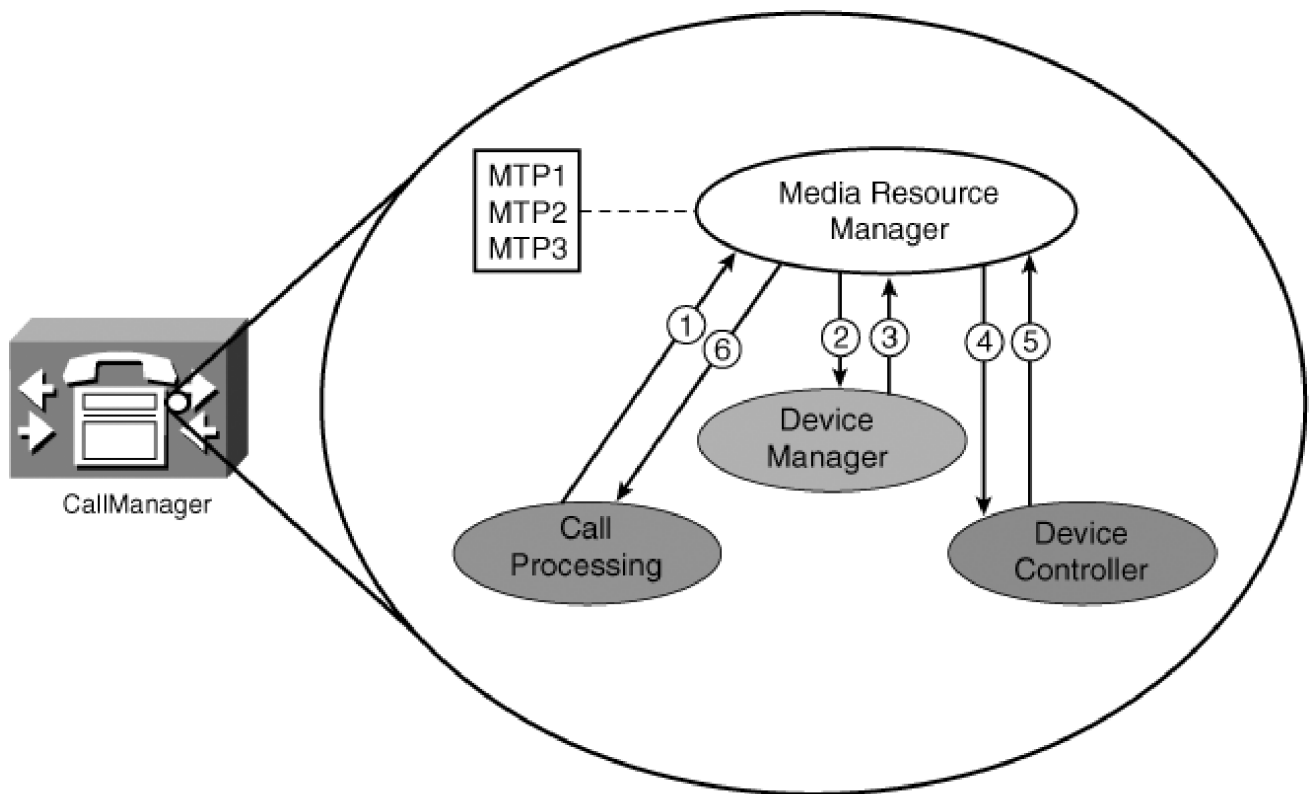 MTP1
MTP2
MTP3
Media Resource
Manager
1
6
2
3
4
5
Device
Manager
CallManager
Call
Processing
Device
Controller